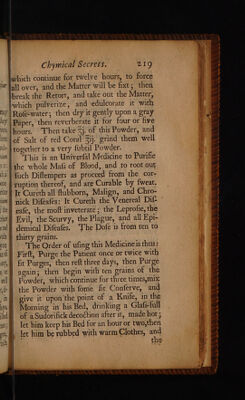 Chymical Secrets. 219
which continue for twelve hours, to force
all over, and the Matter will be fixt; then
break the Retort, and take out the Matter,
which pulverize, and edulcorate it with
Rose-water; then dry it gently upon a gray
Paper, then reverberate it for four or five
hours. Then take ℥j. of this Powder, and
of Salt of red Coral ℥ij. grind them well
together to a very subtil Powder.
This is an Universal Medicine to Purifie
the whole Mass of Blood, and to root out
such Distempers as proceed from the cor-
ruption thereof, and are Curable by sweat.
It Cureth all stubborn, Malign, and Chro-
nick Diseases: It Cureth the Venereal Dis-
ease, the most inveterate; the Leprosie, the
Evil, the Scurvy, the Plague, and all Epi-
demical Diseases. The Dose is from ten to
thirty grains.
The Order of using this Medicine is thus:
First, Purge the Patient once or twice with
fit Purges, then rest three days, then Purge
again; then begin with ten grains of the
Powder, which continue for three times, mix
the Powder with some fit Conserve, and
give it upon the point of a Knife, in the
Morning in his Bed, drinking a Glass-full
of a Sudorifick decoction after it, made hot;
let him keep his Bed for an hour or two, then
let him be rubbed with warm Clothes, and
the